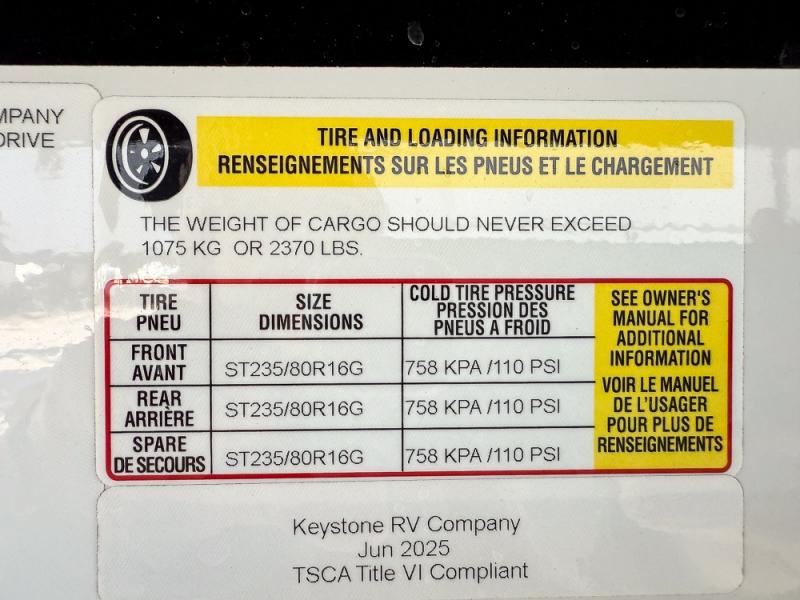 MPANY
DRIVE
TIRE AND LOADING INFORMATION
RENSEIGNEMENTS SUR LES PNEUS ET LE CHARGEMENT
THE WEIGHT OF CARGO SHOULD NEVER EXCEED
1075 KG OR 2370 LBS.
TIRE
PNEU
SIZE
DIMENSIONS
COLD TIRE PRESSURE
PRESSION DES
PNEUS A FROID
FRONT
AVANT
ST235/80R16G
758 KPA /110 PSI
REAR
ARRIÈRE
ST235/80R16G
758 KPA /110 PSI
SPARE
DE SECOURS
ST235/80R16G
758 KPA /110 PSI
SEE OWNER'S
MANUAL FOR
ADDITIONAL
INFORMATION
VOIR LE MANUEL
DE L'USAGER
POUR PLUS DE
RENSEIGNEMENTS
Keystone RV Company
Jun 2025
TSCA Title VI Compliant